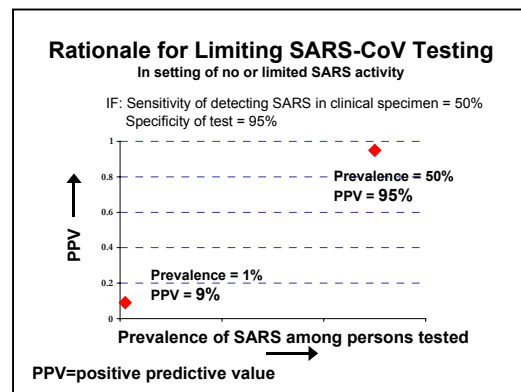 Rationale for Limiting SARS-CoV Testing
In setting of no or limited SARS activity
IF: Sensitivity of detecting SARS in clinical specimen = 50%
Specificity of test = 95%
1
0.8
0.6
0.4
0.2
0
PPV
Prevalence = 50%
PPV = 95%
Prevalence = 1%
PPV = 9%
Prevalence of SARS among persons tested
PPV=positive predictive value